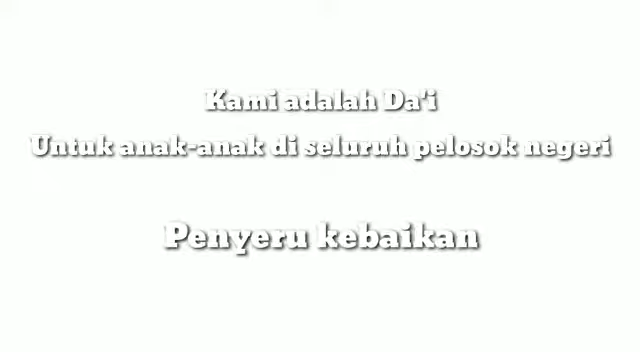 Kami adalah Da'i
Untuk anak-anak di seluruh pelosok negeri
Penyeru kebaikan